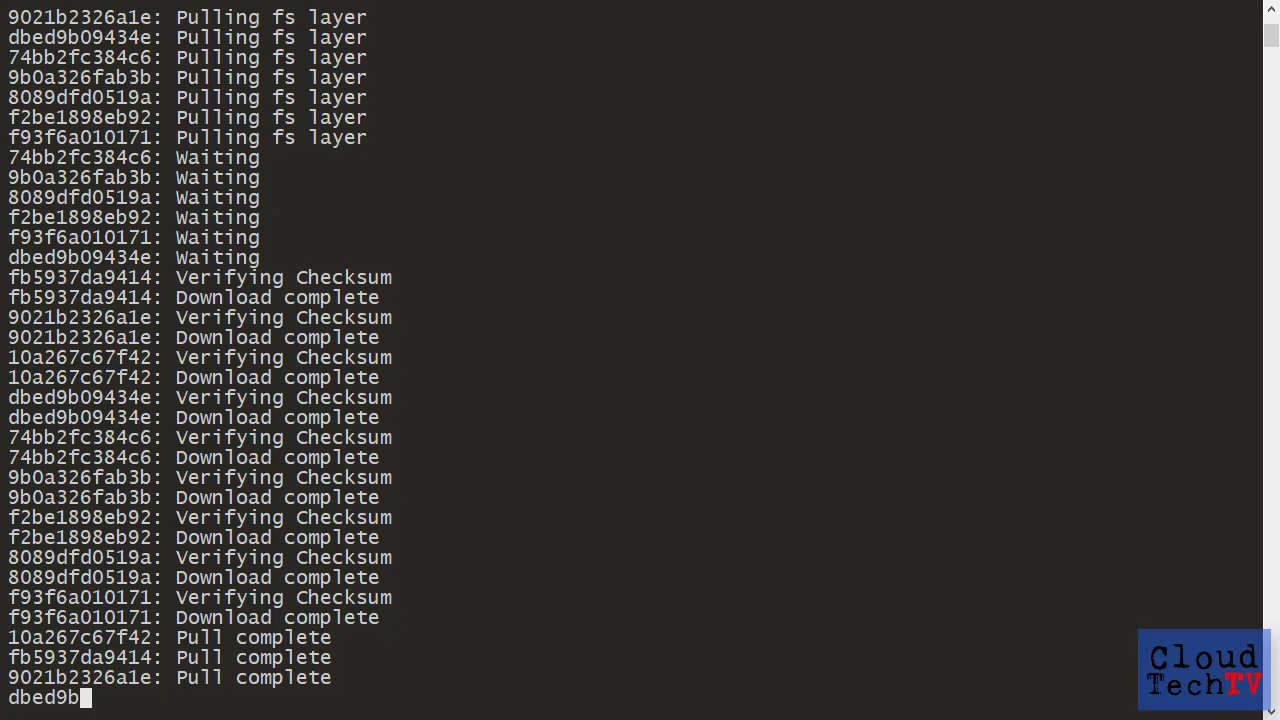 9021b2326a1e: Pulling fs layer
dbed9b09434e: Pulling fs layer
74bb2fc384c6: Pulling fs layer
9b0a326fab3b: Pulling fs layer
8089dfd0519a: Pulling fs layer
f2be1898eb92: Pulling fs layer
f93f6a010171: Pulling fs layer
74bb2fc384c6: Waiting
9b0a326fab3b: Waiting
8089dfd0519a: Waiting
f2be1898eb92: Waiting
f93f6a010171: Waiting
dbed9b09434e: Waiting
fb5937da9414: Verifying Checksum
fb5937da9414: Download complete
9021b2326a1e: Verifying Checksum
9021b2326a1e: Download complete
10a267c67f42: Verifying Checksum
10a267c67f42: Download complete
dbed9b09434e: Verifying Checksum
dbed9b09434e: Download complete
74bb2fc384c6: Verifying Checksum
74bb2fc384c6: Download complete
9b0a326fab3b: Verifying Checksum
9b0a326fab3b: Download complete
f2be1898eb92: Verifying Checksum
f2be1898eb92: Download complete
8089dfd0519a: Verifying Checksum
8089dfd0519a: Download complete
f93f6a010171: Verifying Checksum
f93f6a010171: Download complete
10a267c67f42: Pull complete
fb5937da9414: Pull complete
9021b2326a1e: Pull complete
dbed9b
Cloud
TechTV